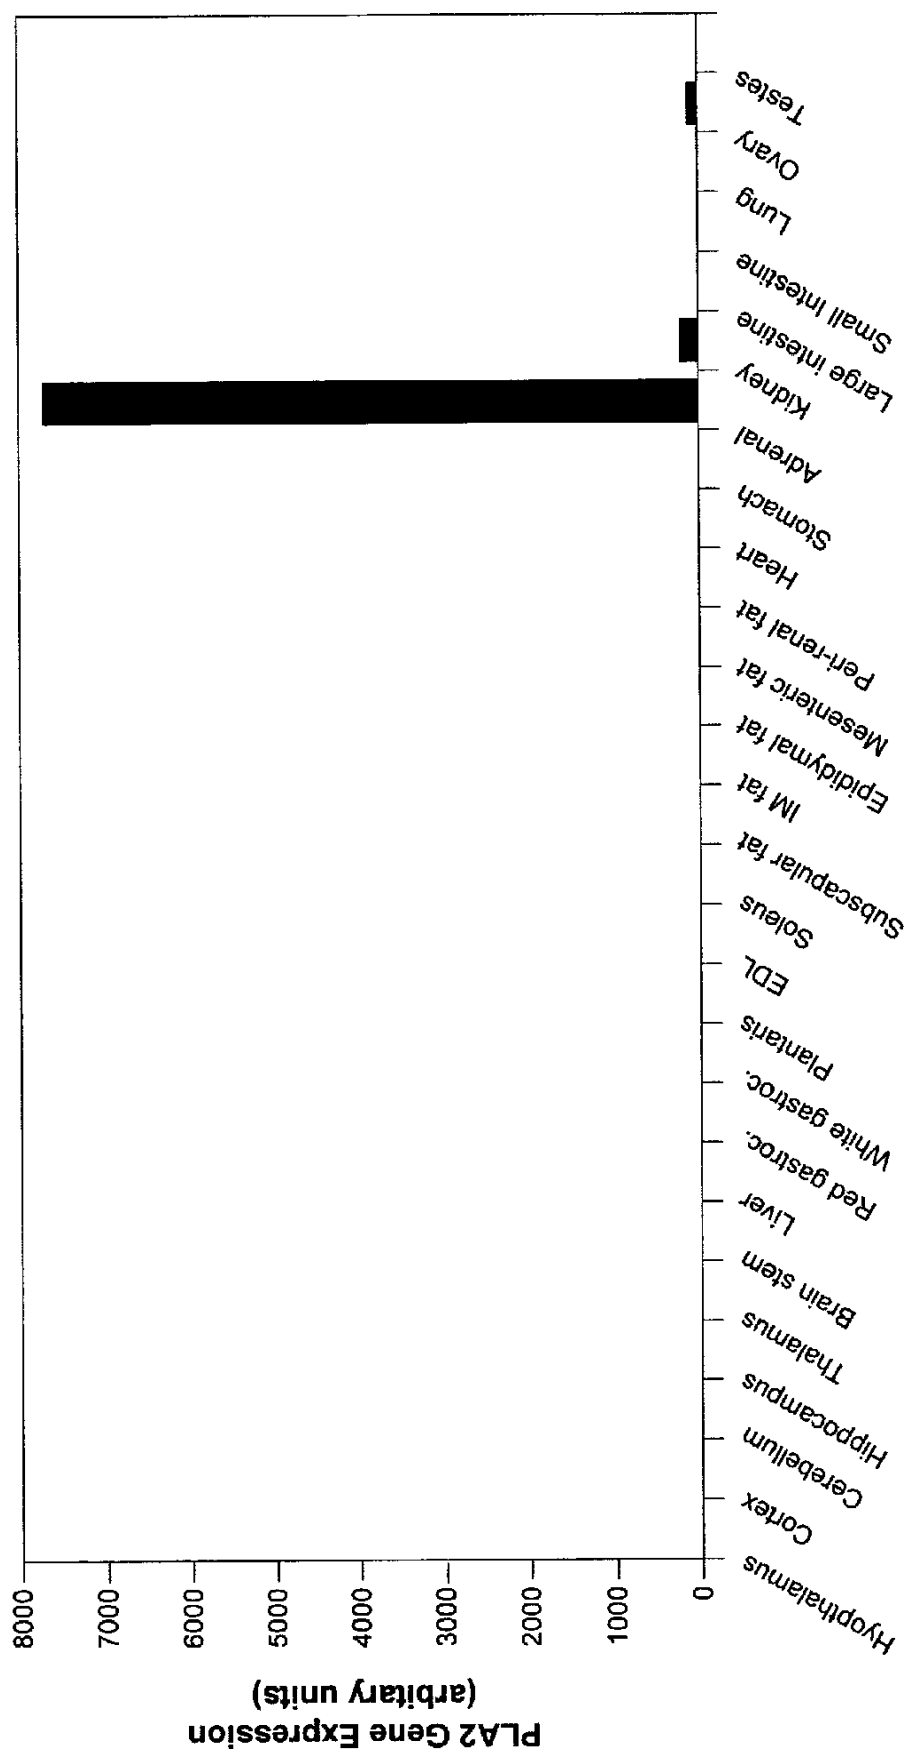 PLA2 Gene Expression
(arbitary units)
8000
7000
6000
5000
4000
3000
2000
1000
0
Hyopthalamus
Cortex
Cerebellum
Hippocampus
Thalamus
Brain stem
Liver
Red gastroc.
White gastroc.
Plantaris
EDL
Soleus
Subscapular fat
IM fat
Epididymal fat
Mesenteric fat
Peri-renal fat
Heart
Stomach
Adrenal
Kidney
Large intestine
Small Intestine
Lung
Ovary
Testes